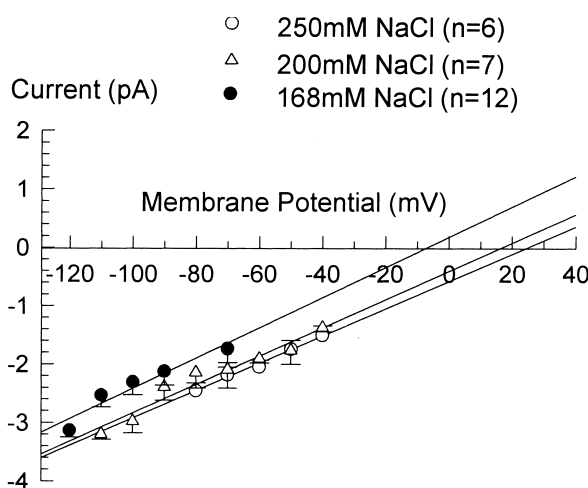 250mM NaCl (n=6)
200mM NaCl (n=7)
Current (pA)
168mM NaCl (n=12)
2
1
Membrane Potential (mV)
0
-120 -100 -80 -60 -40 -20 0 20 40
-1
-2
-3
-4